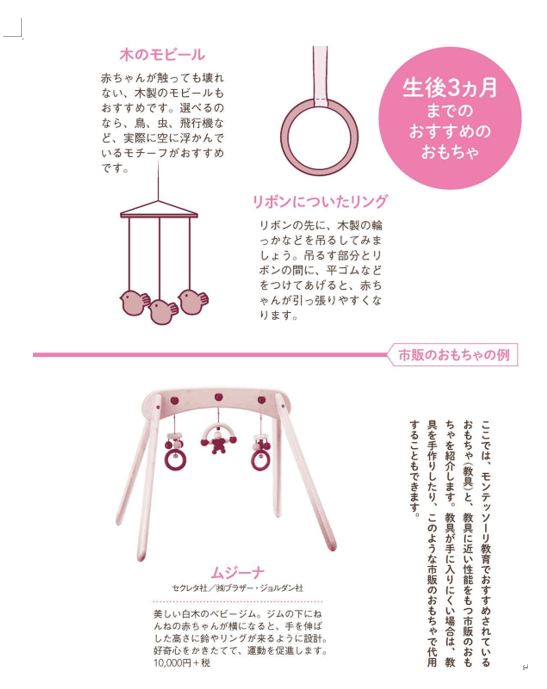 生後3ヵ月
までの
おすすめの
おもちゃ
木のモビール
赤ちゃんが触っても壊れ
ない、木製のモビールも
おすすめです。選べるの
なら、鳥、虫、飛行機な
ど、実際に空に浮かんで
いるモチーフがおすすめ
です。
リボンについたリング
リボンの先に、木製の輪
っかなどを吊るしてみま
しょう。吊るす部分とリ
ボンの間に、平ゴムなど
をつけてあげると、赤ち
ゃんが引っ張りやすくな
ります。
市販のおもちゃの例
ここでは、モンテッソーリ教育でおすすめされている
おもちゃ(教具)と、教具に近い性能をもつ市販のおも
ちゃを紹介します。教具が手に入りにくい場合は、教
具を手作りしたり、このような市販のおもちゃで代用
することもできます。
ムジーナ
セクレタ社/㈱ブラザー・ジョルダン社
美しい白木のベビージム。ジムの下にね
んねの赤ちゃんが横になると、手を伸ば
した高さに鈴やリングが来るように設計。
好奇心をかきたてて、運動を促進します。
10,000円+税